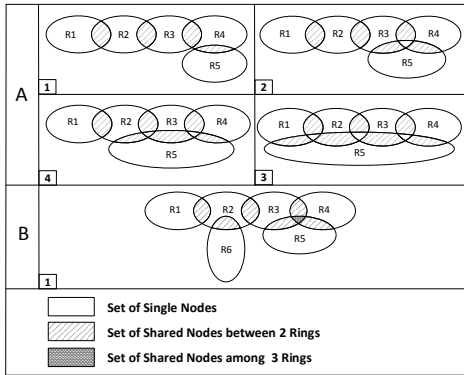 A
R1 R2 R3 R4
R5
1
R1 R2 R3 R4
R5
2
R1 R2 R3 R4
R5
4
R1 R2 R3 R4
R5
3
B
R1 R2 R3 R4
R6 R5
1
Set of Single Nodes
Set of Shared Nodes between 2 Rings
Set of Shared Nodes among 3 Rings